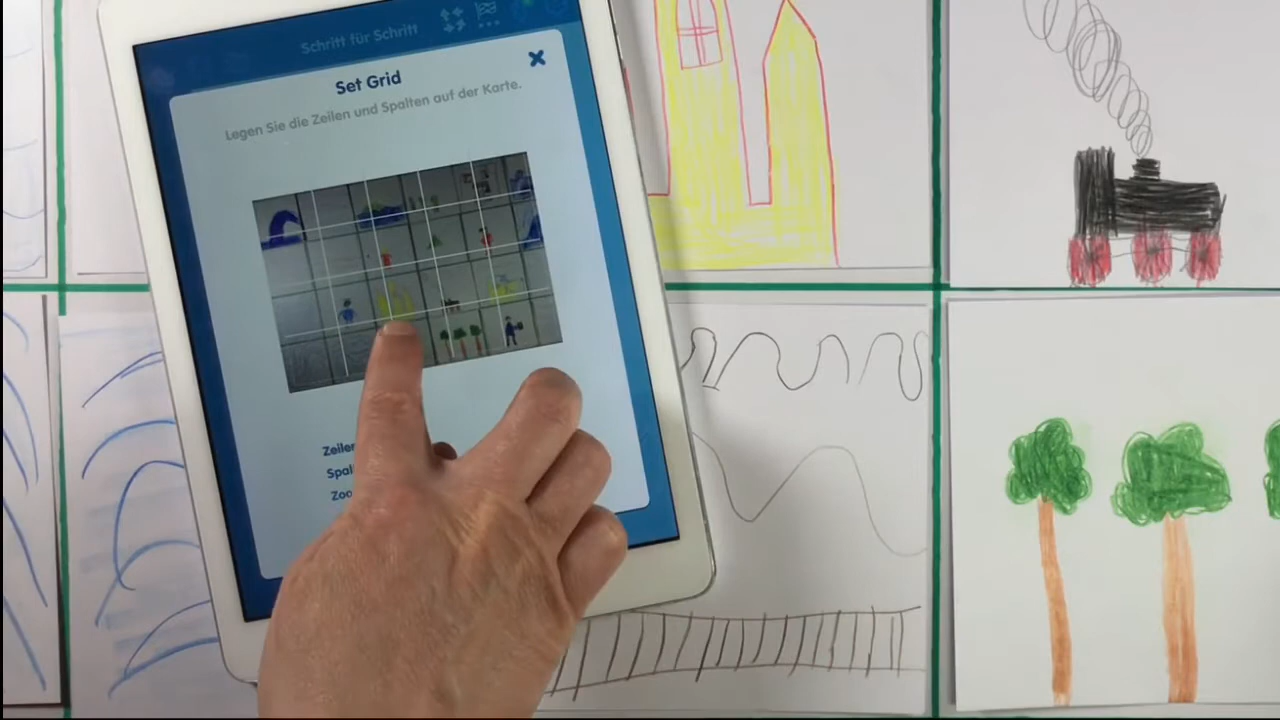 Schritt für Schritt
Set Grid
Legen Sie die Zeilen und Spalten auf der Karte.